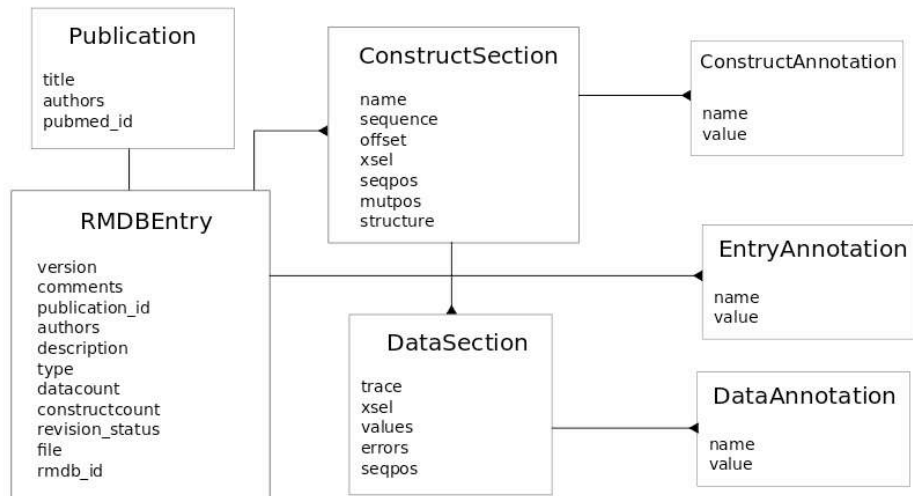 Publication
title
authors
pubmed_id
RMDBEntry
version
comments
publication_id
authors
description
type
datacount
constructcount
revision_status
file
rmdb_id
ConstructSection
name
sequence
offset
xsel
seqpos
mutpos
structure
DataSection
trace
xsel
values
errors
seqpos
ConstructAnnotation
name
value
EntryAnnotation
name
value
DataAnnotation
name
value